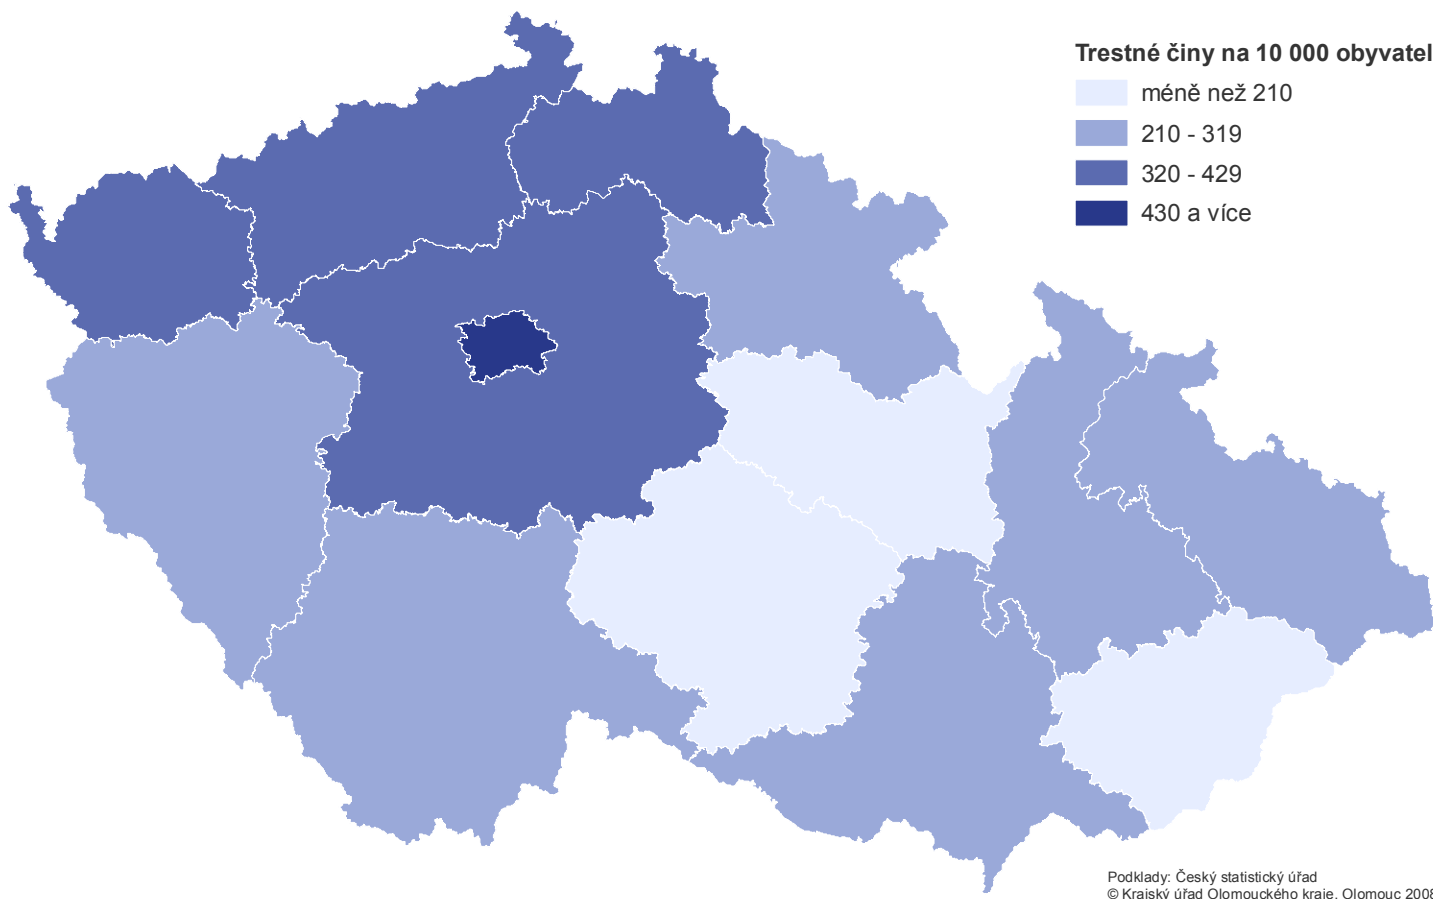 Trestné činy na 10 000 obyvatel
méně než 210
210 - 319
320 - 429
430 a více
Podklady: Český statistický úřad
© Krajský úřad Olomouckého kraje, Olomouc 2008